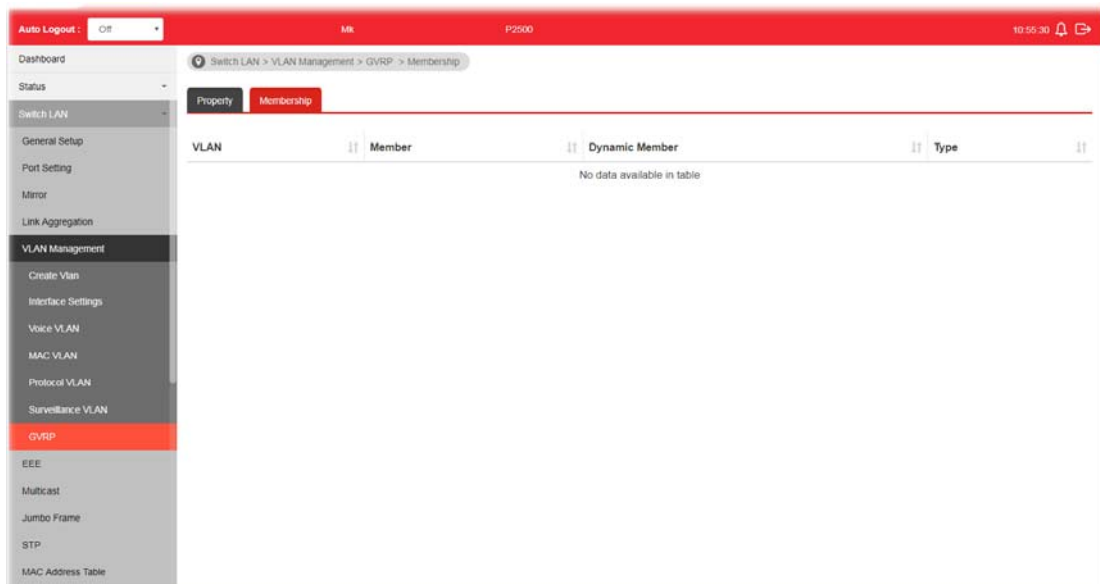 Auto Logout : Off Mk P2500 10:55:30
Dashboard
Switch LAN > VLAN Management > GVRP > Membership
Status
Property Membership
Switch LAN
General Setup
VLAN Member Dynamic Member Type
Port Setting
No data available in table
Mirror
Link Aggregation
VLAN Management
Create Vlan
Interface Settings
Voice VLAN
MAC VLAN
Protocol VLAN
Surveillance VLAN
GVRP
EEE
Multicast
Jumbo Frame
STP
MAC Address Table